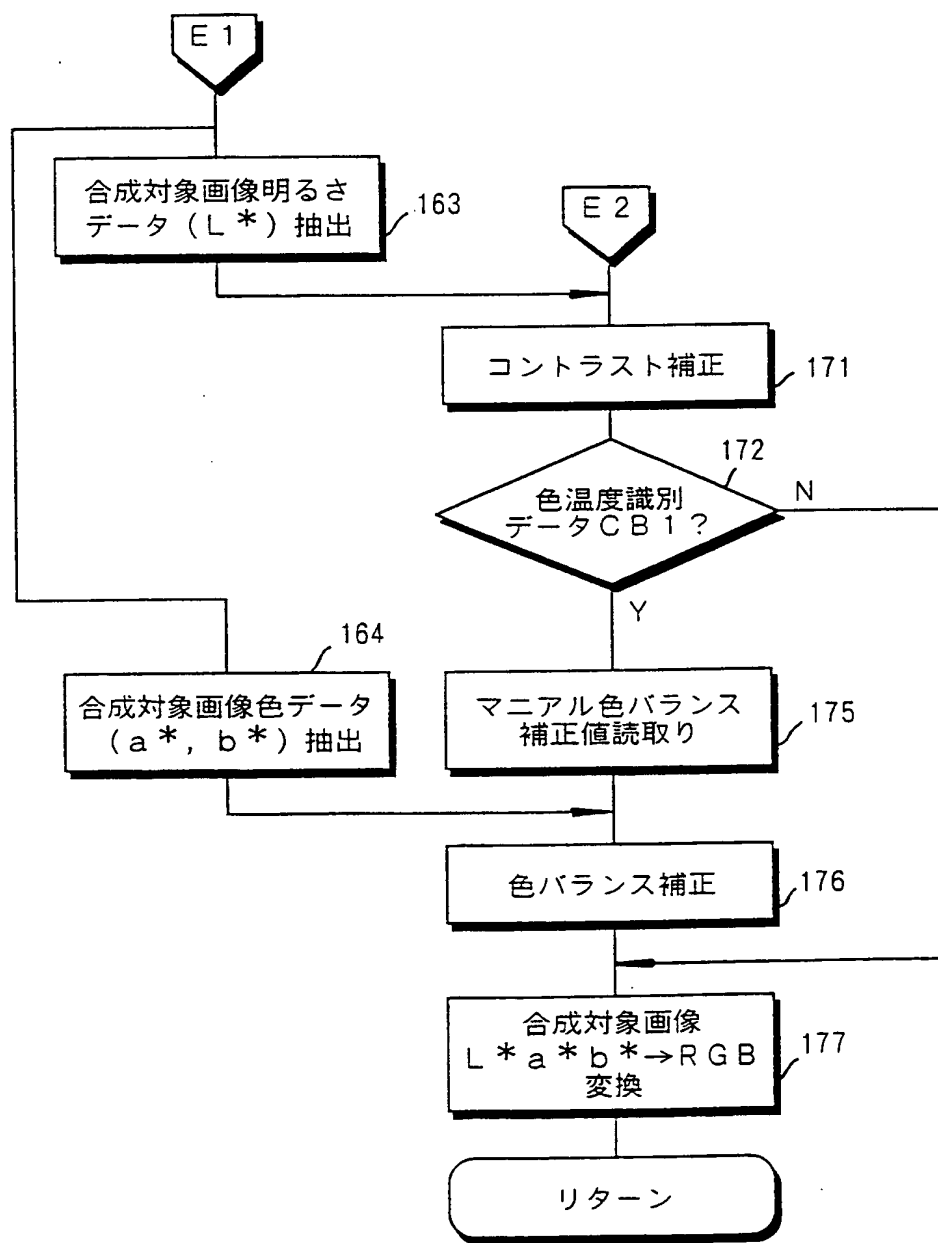 E1
合成対象画像明るさ
データ(L*)抽出
163
E2
コントラスト補正
171
172
色温度識別
データCB1?
N
Y
164
合成対象画像色データ
(a*, b*)抽出
マニアル色バランス
補正値読取り
175
色バランス補正
176
合成対象画像
L*a*b*→RGB
変換
177
リターン